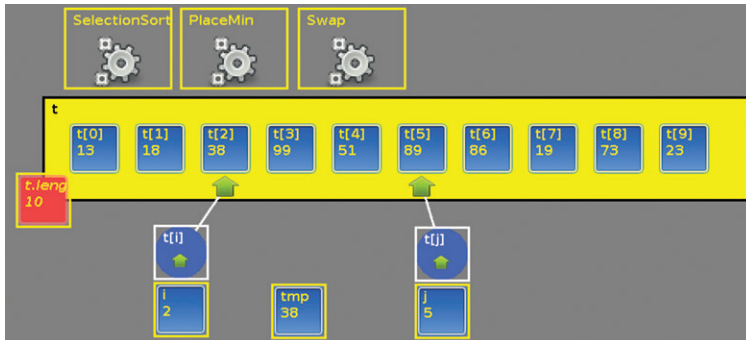 SelectionSort PlaceMin Swap
t
t[0] t[1] t[2] t[3] t[4] t[5] t[6] t[7] t[8] t[9]
13 18 38 99 51 89 86 19 73 23
t.leng
10
t[i] t[j]
i tmp j
2 38 5